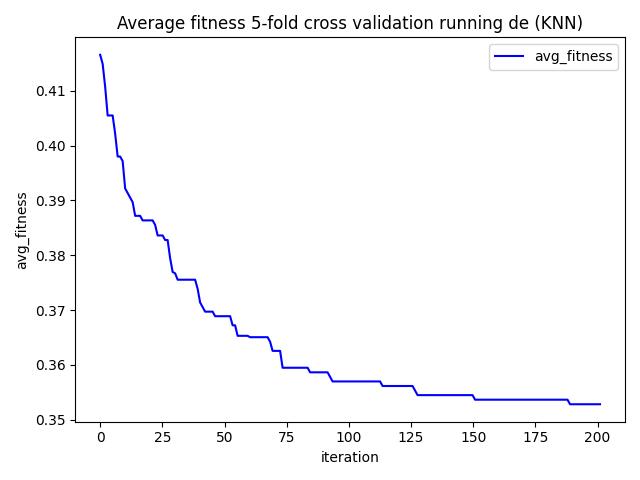 Average fitness 5-fold cross validation running de (KNN)
avg_fitness
0.41
0.40
0.39
0.38
0.37
0.36
0.35
avg_fitness
0 25 50 75 100 125 150 175 200
iteration